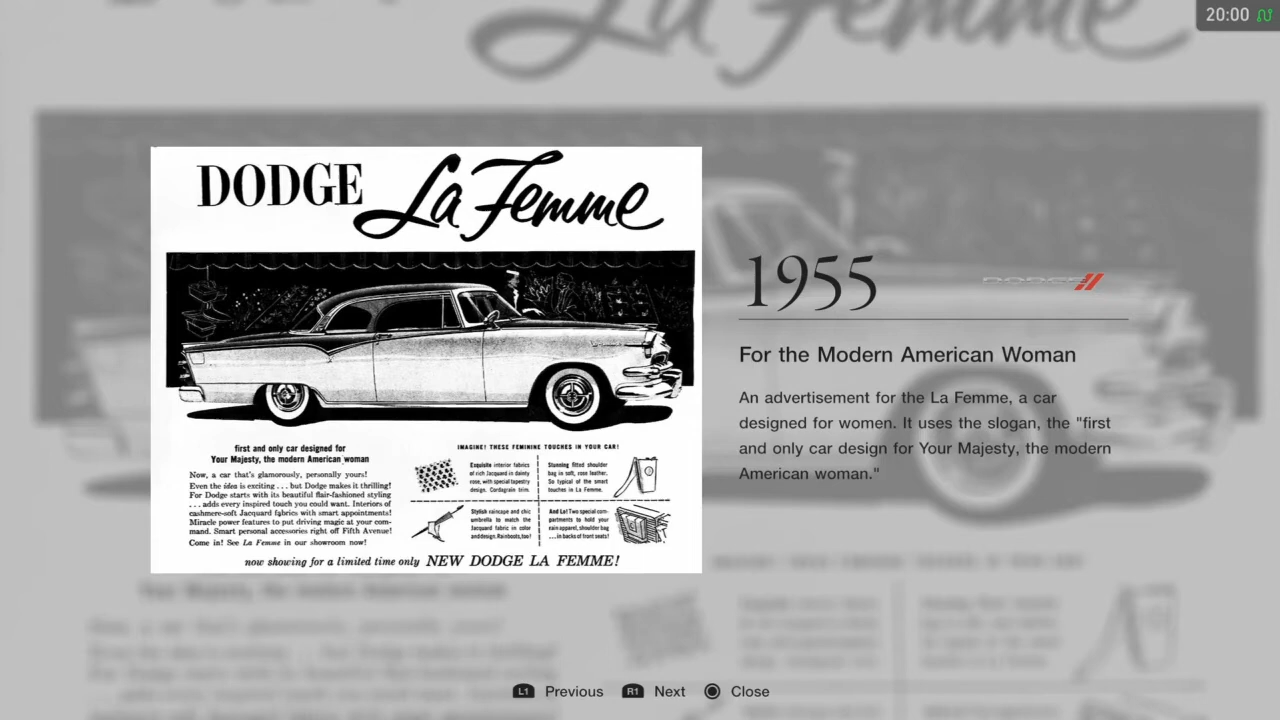 20:00
DODGE La Femme
first and only car designed for
Your Majesty, the modern American woman
Now, a car that's glamorously, personally yours!
Even the idea is exciting . . . but Dodge makes it thrilling!
For Dodge starts with its beautiful flair-fashioned styling
. . . adds every inspired touch you could want. Interiors of
cashmere-soft Jacquard fabrics with smart appointments!
Miracle power features to put driving magic at your com-
mand. Smart personal accessories right off Fifth Avenue!
Come in! See La Femme in our showroom now!
IMAGINE! THESE FEMININE TOUCHES IN YOUR CAR!
Exquisite interior fabrics
of rich Jacquard in dainty
rose, with special tapestry
design. Cordagrain trim.
Stunning fitted shoulder
bag in soft, rose leather.
So typical of the smart
touches in La Femme.
Stylish raincape and chic
umbrella to match the
Jacquard fabric in color
and design. Rainboots, too!
And Lo! Two special com-
partments to hold your
rain apparel, shoulder bag
. . . in backs of front seats!
now showing for a limited time only NEW DODGE LA FEMME!
1955
DODGE
For the Modern American Woman
An advertisement for the La Femme, a car
designed for women. It uses the slogan, the "first
and only car design for Your Majesty, the modern
American woman."
L1 Previous R1 Next Close